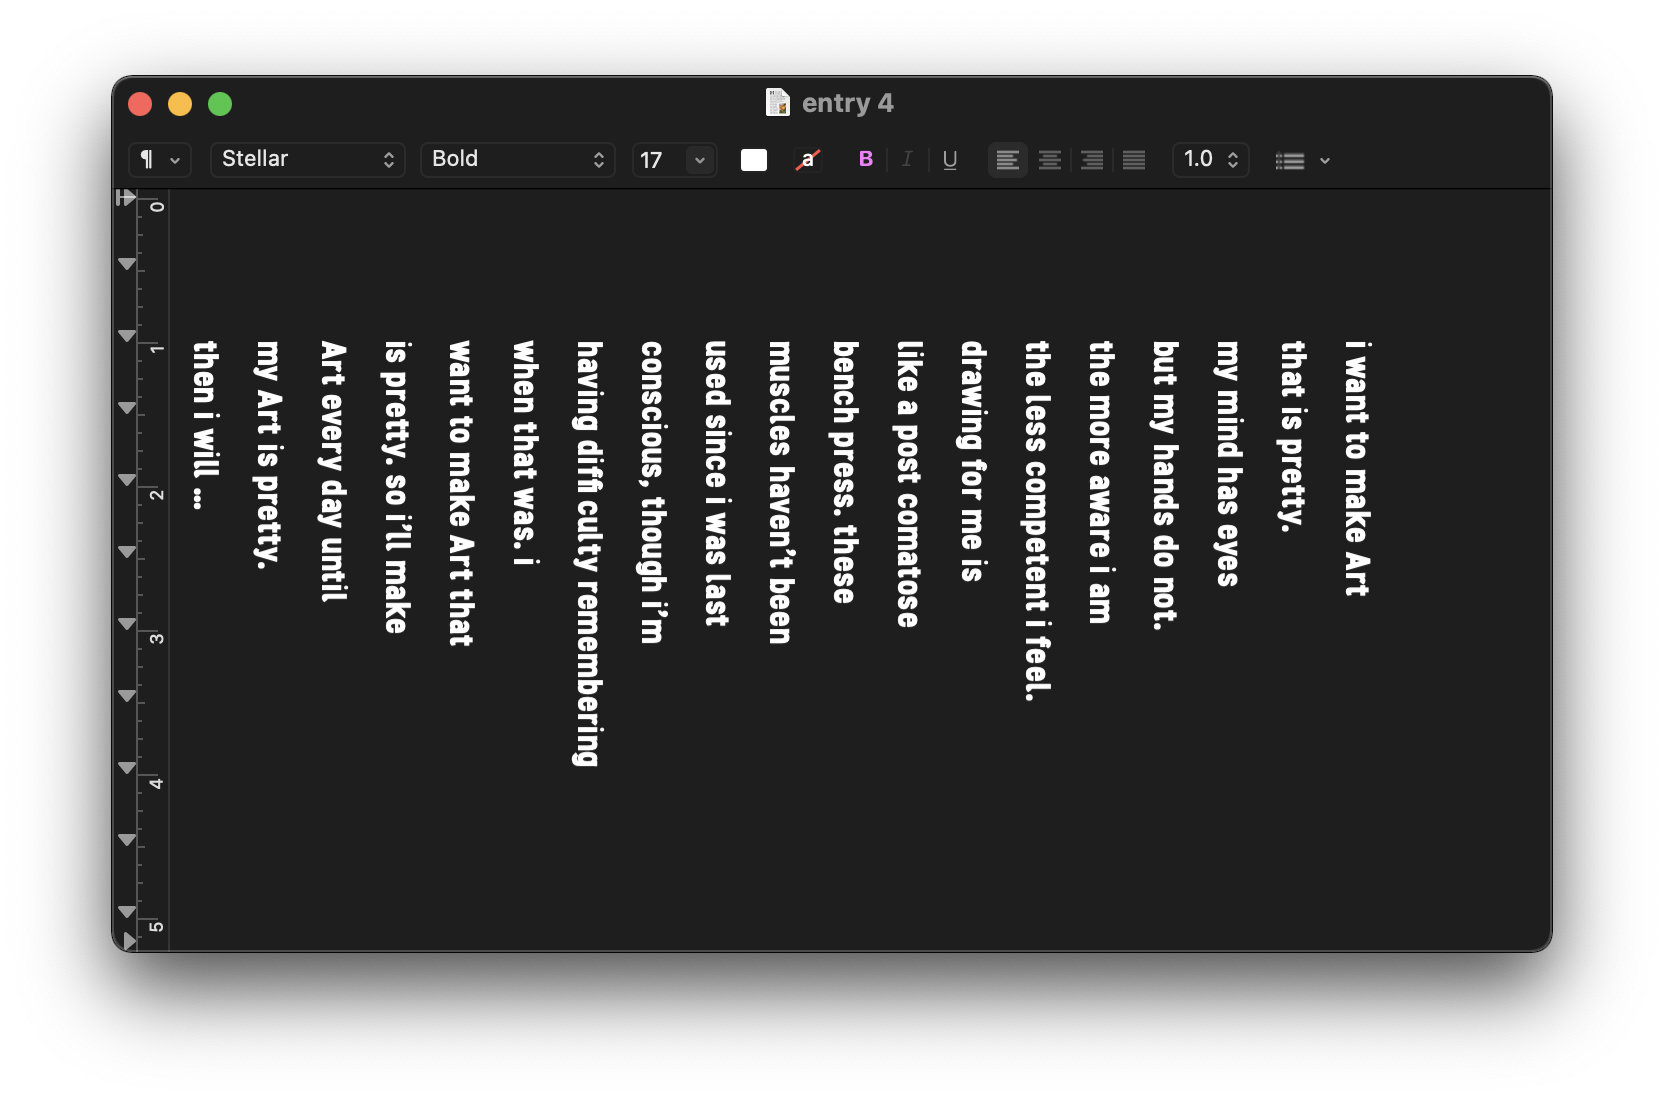 entry 4
¶ Stellar Bold 17 a B I U 1.0
0
1
2
3
4
5
i want to make Art
that is pretty.
my mind has eyes
but my hands do not.
the more aware i am
the less competent i feel.
drawing for me is
like a post comatose
bench press. these
muscles haven’t been
used since i was last
conscious, though i’m
having diffi culty remembering
when that was. i
want to make Art that
is pretty. so i’ll make
Art every day until
my Art is pretty.
then i will ...